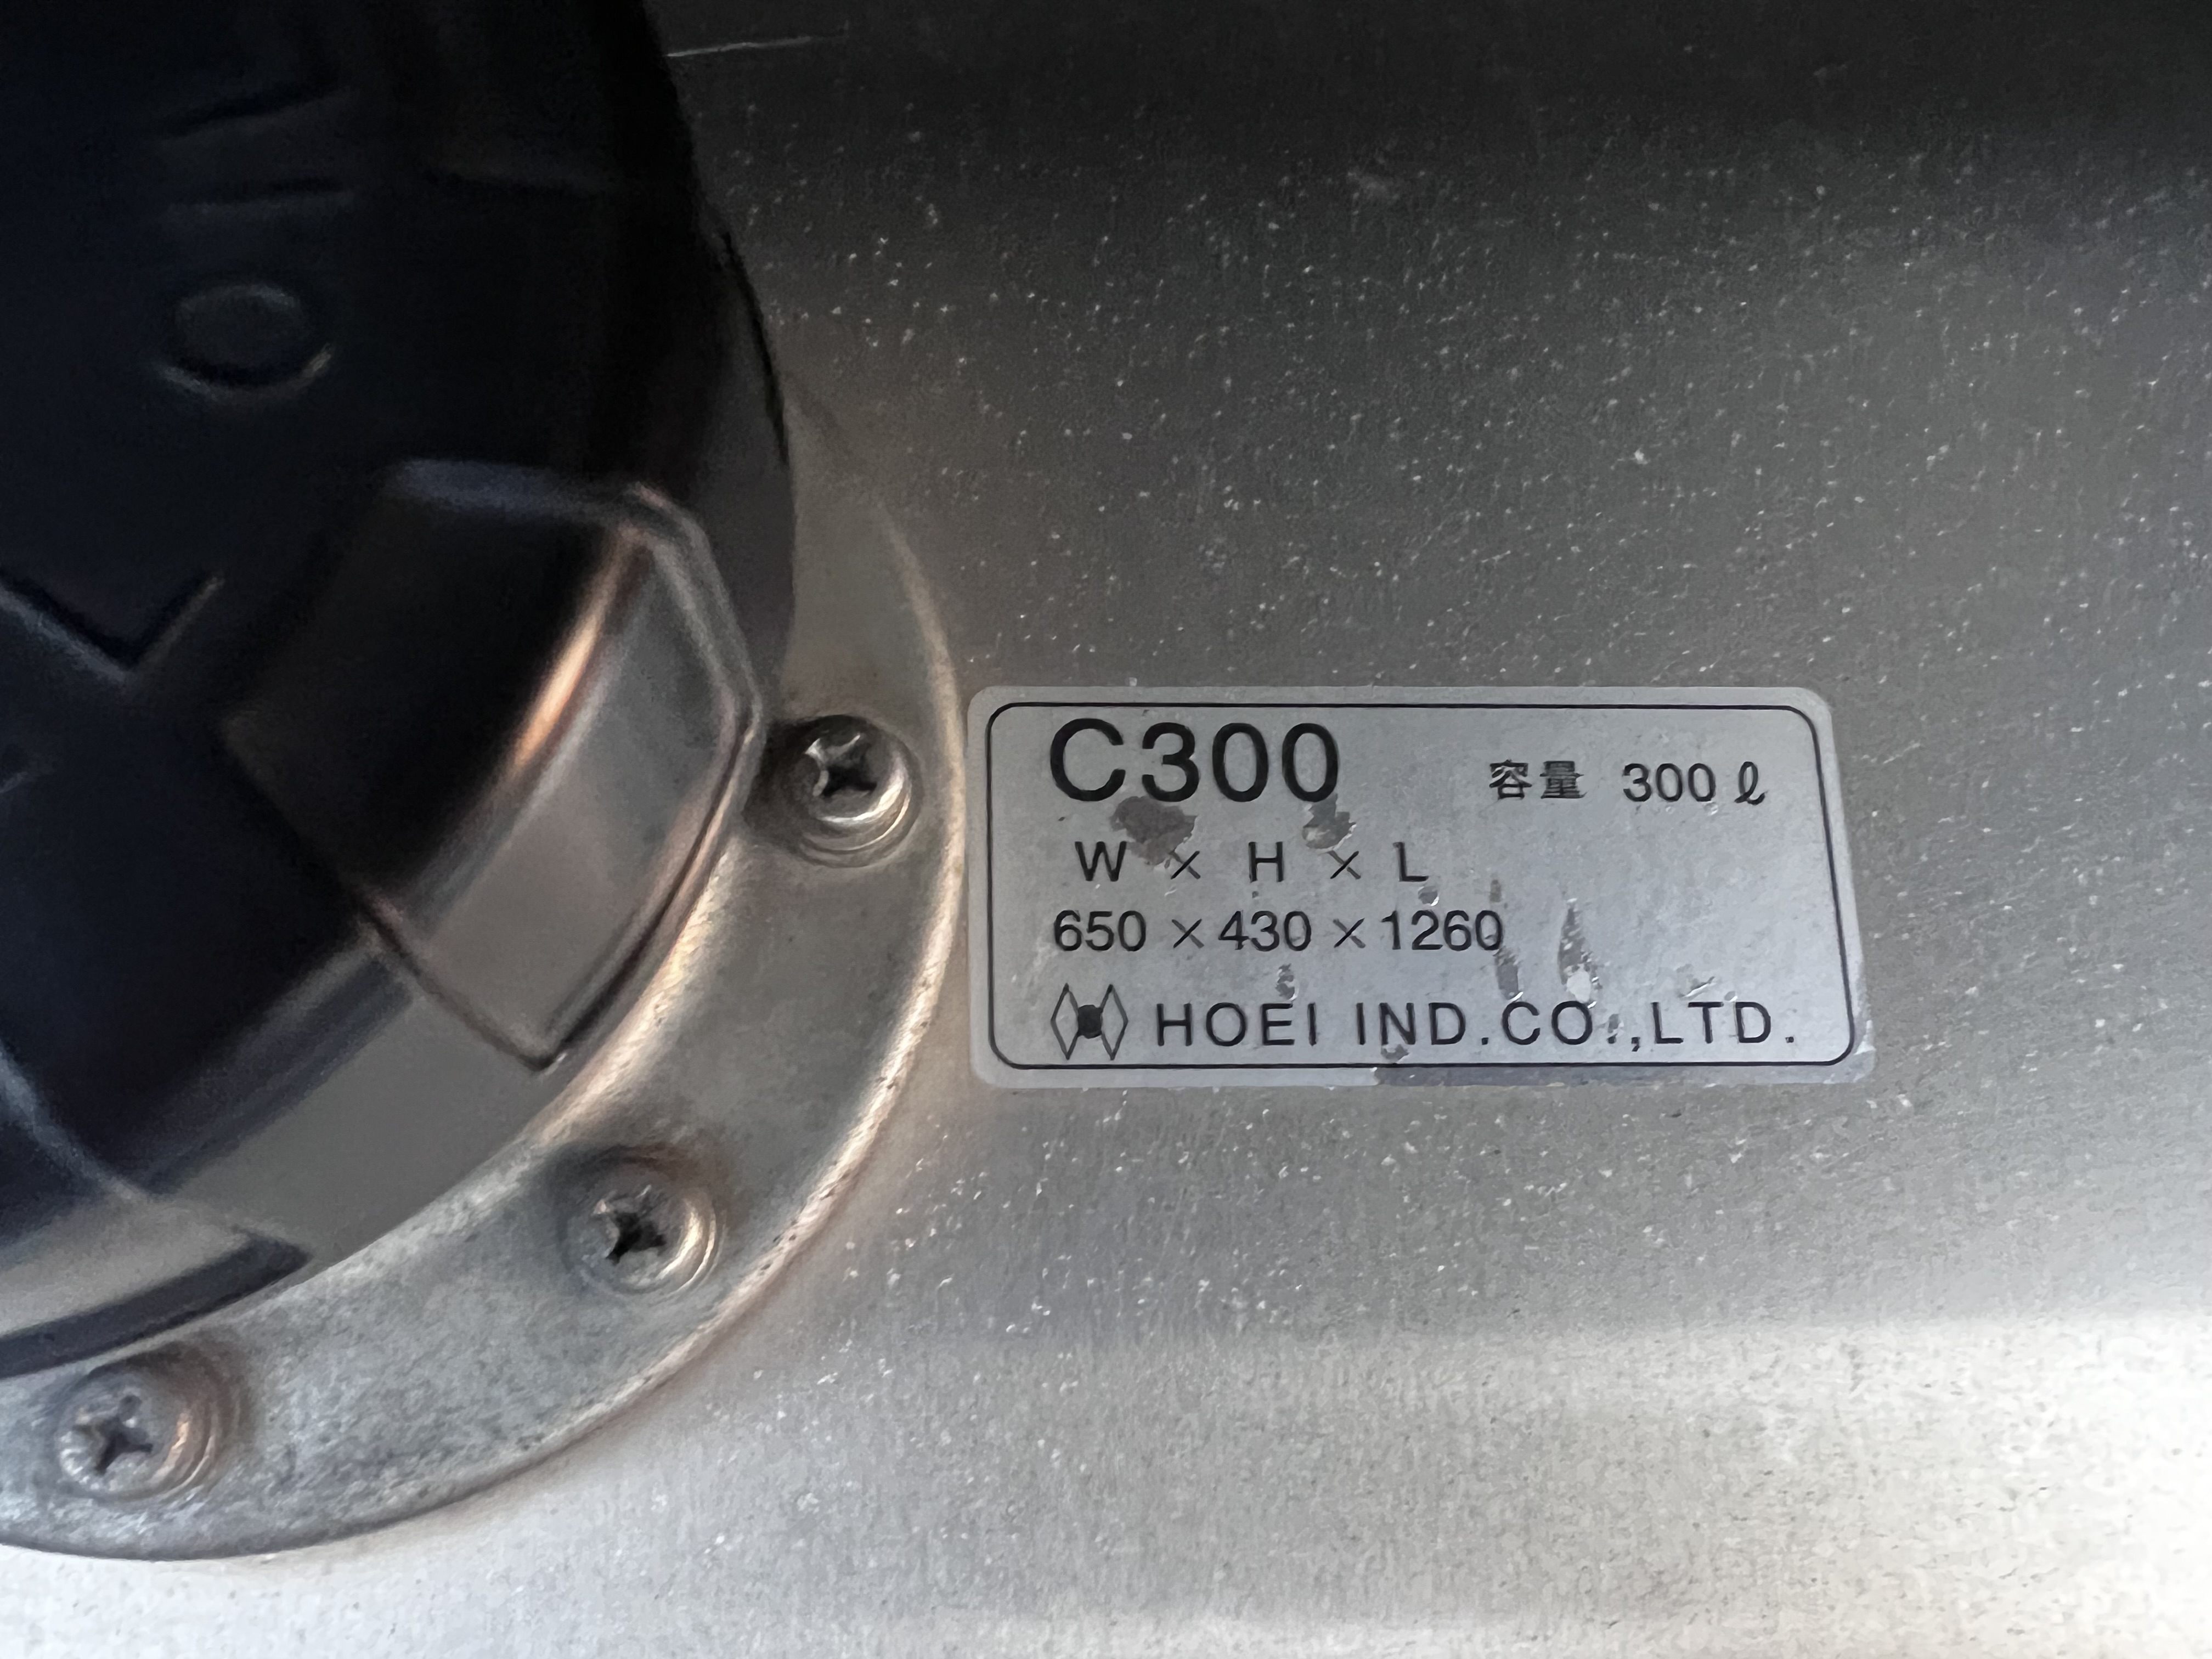 C300 容量 300ℓ
W × H × L
650×430×1260
HOEI IND.CO.,LTD.